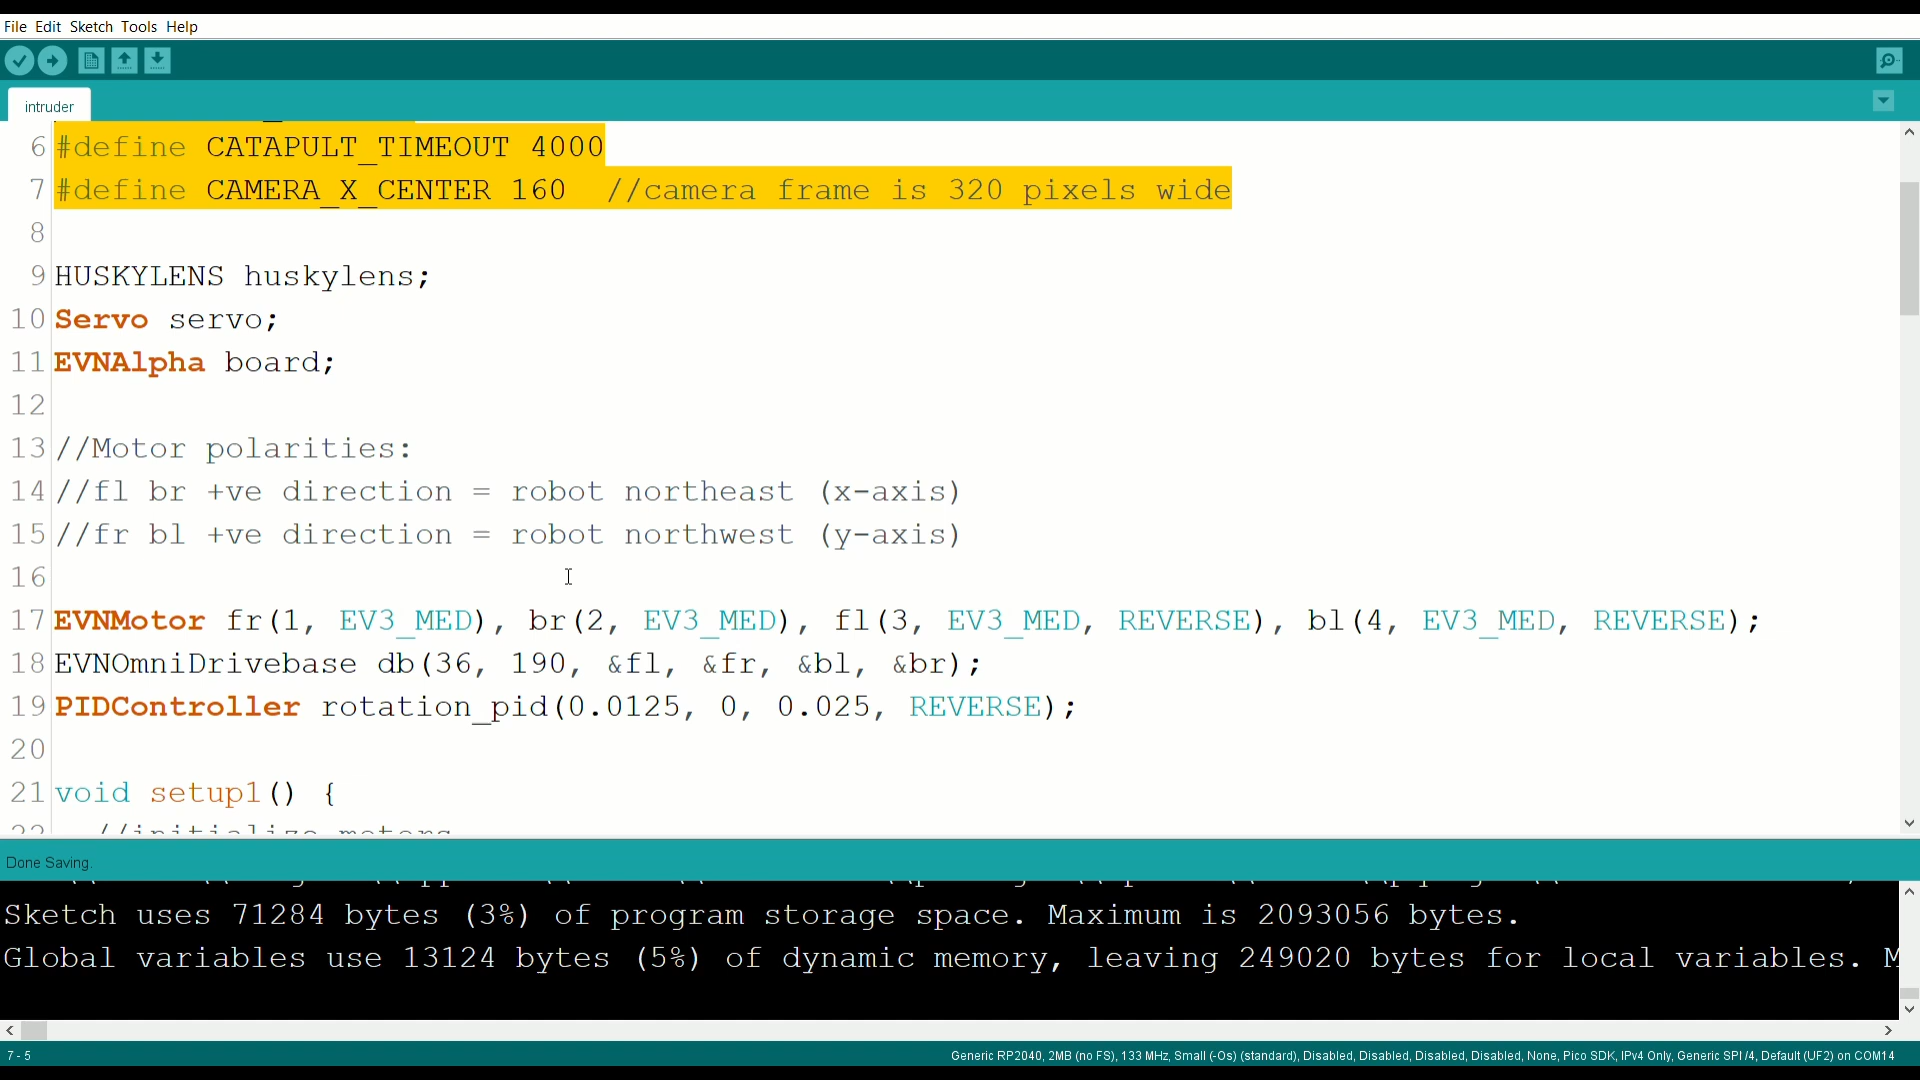 File Edit Sketch Tools Help
intruder
6 #define CATAPULT_TIMEOUT 4000
7 #define CAMERA_X_CENTER 160 //camera frame is 320 pixels wide
8
9 HUSKYLENS huskylens;
10 Servo servo;
11 EVNAlpha board;
12
13 //Motor polarities:
14 //fl br +ve direction = robot northeast (x-axis)
15 //fr bl +ve direction = robot northwest (y-axis)
16
17 EVNMotor fr(1, EV3_MED), br(2, EV3_MED), fl(3, EV3_MED, REVERSE), bl(4, EV3_MED, REVERSE);
18 EVNOmniDrivebase db(36, 190, &fl, &fr, &bl, &br);
19 PIDController rotation_pid(0.0125, 0, 0.025, REVERSE);
20
21 void setup1() {
22 //initialize motors
Done Saving.
Sketch uses 71284 bytes (3%) of program storage space. Maximum is 2093056 bytes.
Global variables use 13124 bytes (5%) of dynamic memory, leaving 249020 bytes for local variables. M
7 - 5
Generic RP2040, 2MB (no FS), 133 MHz, Small (-Os) (standard), Disabled, Disabled, Disabled, Disabled, None, Pico SDK, IPv4 Only, Generic SPI /4, Default (UF2) on COM14